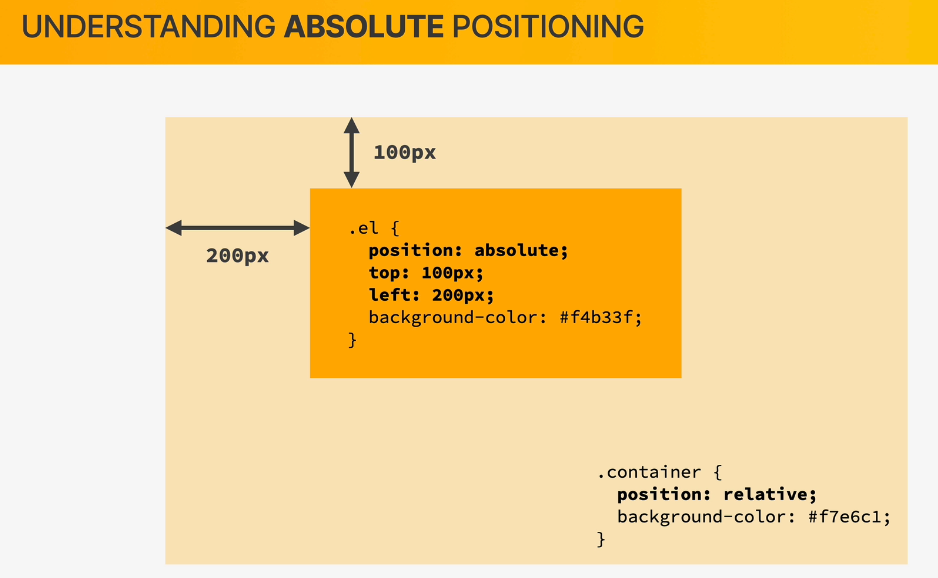 UNDERSTANDING ABSOLUTE POSITIONING
100px
200px
.el {
position: absolute;
top: 100px;
left: 200px;
background-color: #f4b33f;
}
.container {
position: relative;
background-color: #f7e6c1;
}